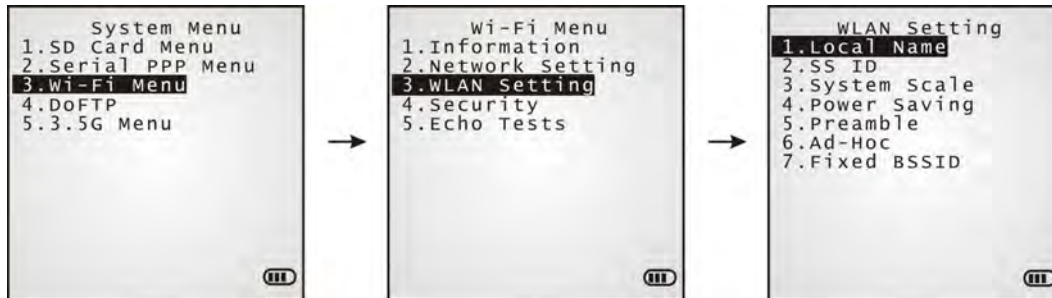 System Menu
1.SD Card Menu
2.Serial PPP Menu
3.Wi-Fi Menu
4.DoFTP
5.3.5G Menu
Wi-Fi Menu
1.Information
2.Network Setting
3.WLAN Setting
4.Security
5.Echo Tests
WLAN Setting
1.Local Name
2.SS ID
3.System Scale
4.Power Saving
5.Preamble
6.Ad-Hoc
7.Fixed BSSID